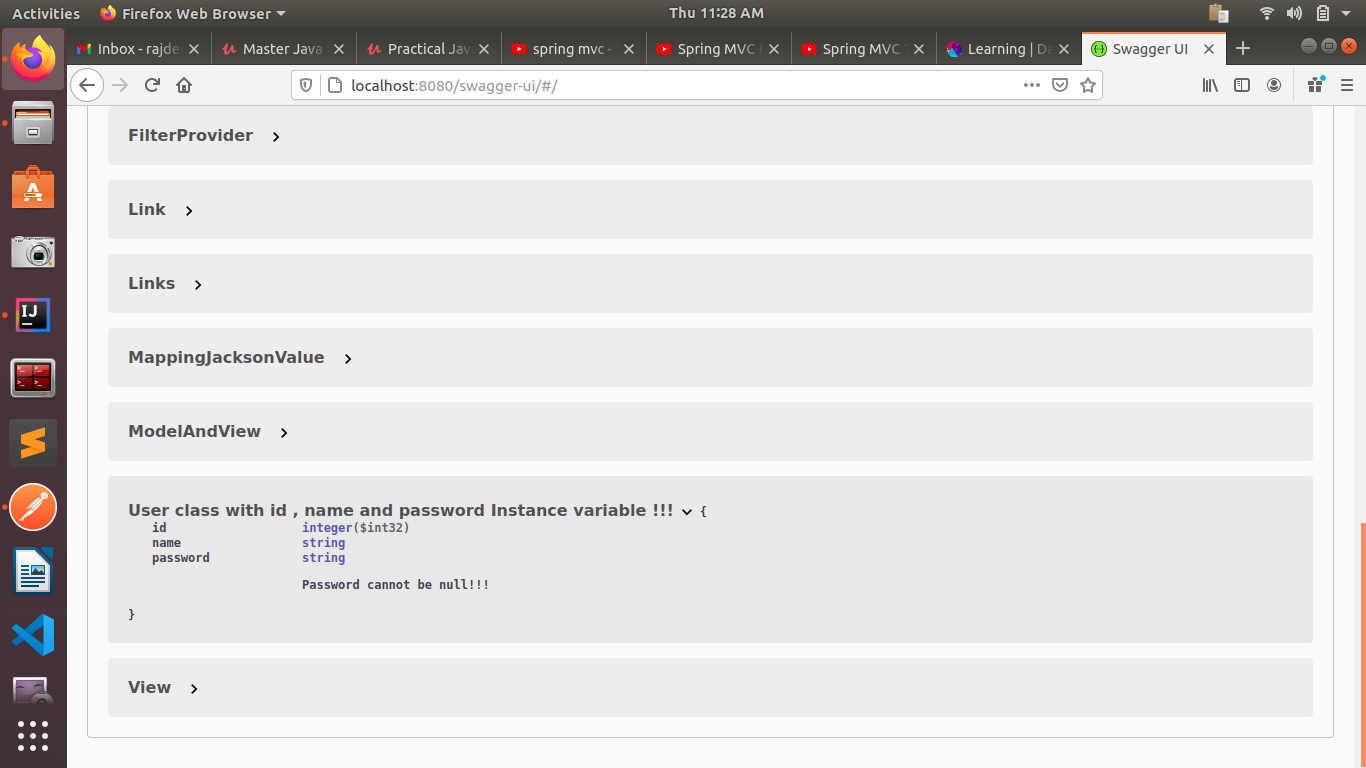 Activities Firefox Web Browser Thu 11:28 AM
Inbox - rajde Master Java Practical Jav spring mvc - Spring MVC Spring MVC Learning | Da Swagger UI
localhost:8080/swagger-ui/#/
FilterProvider
Link
Links
MappingJacksonValue
ModelAndView
User class with id , name and password Instance variable !!! {
id integer($int32)
name string
password string
Password cannot be null!!!
}
View